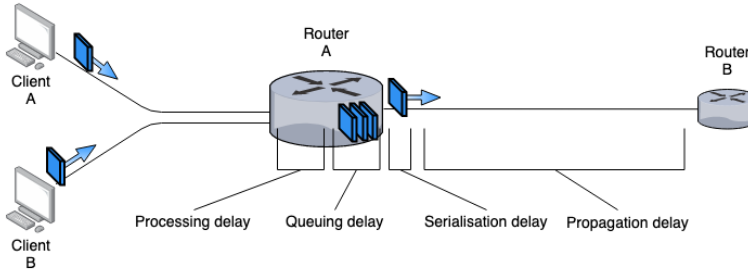 Client
A
Router
A
Router
B
Processing delay
Queuing delay
Serialisation delay
Propagation delay
Client
B